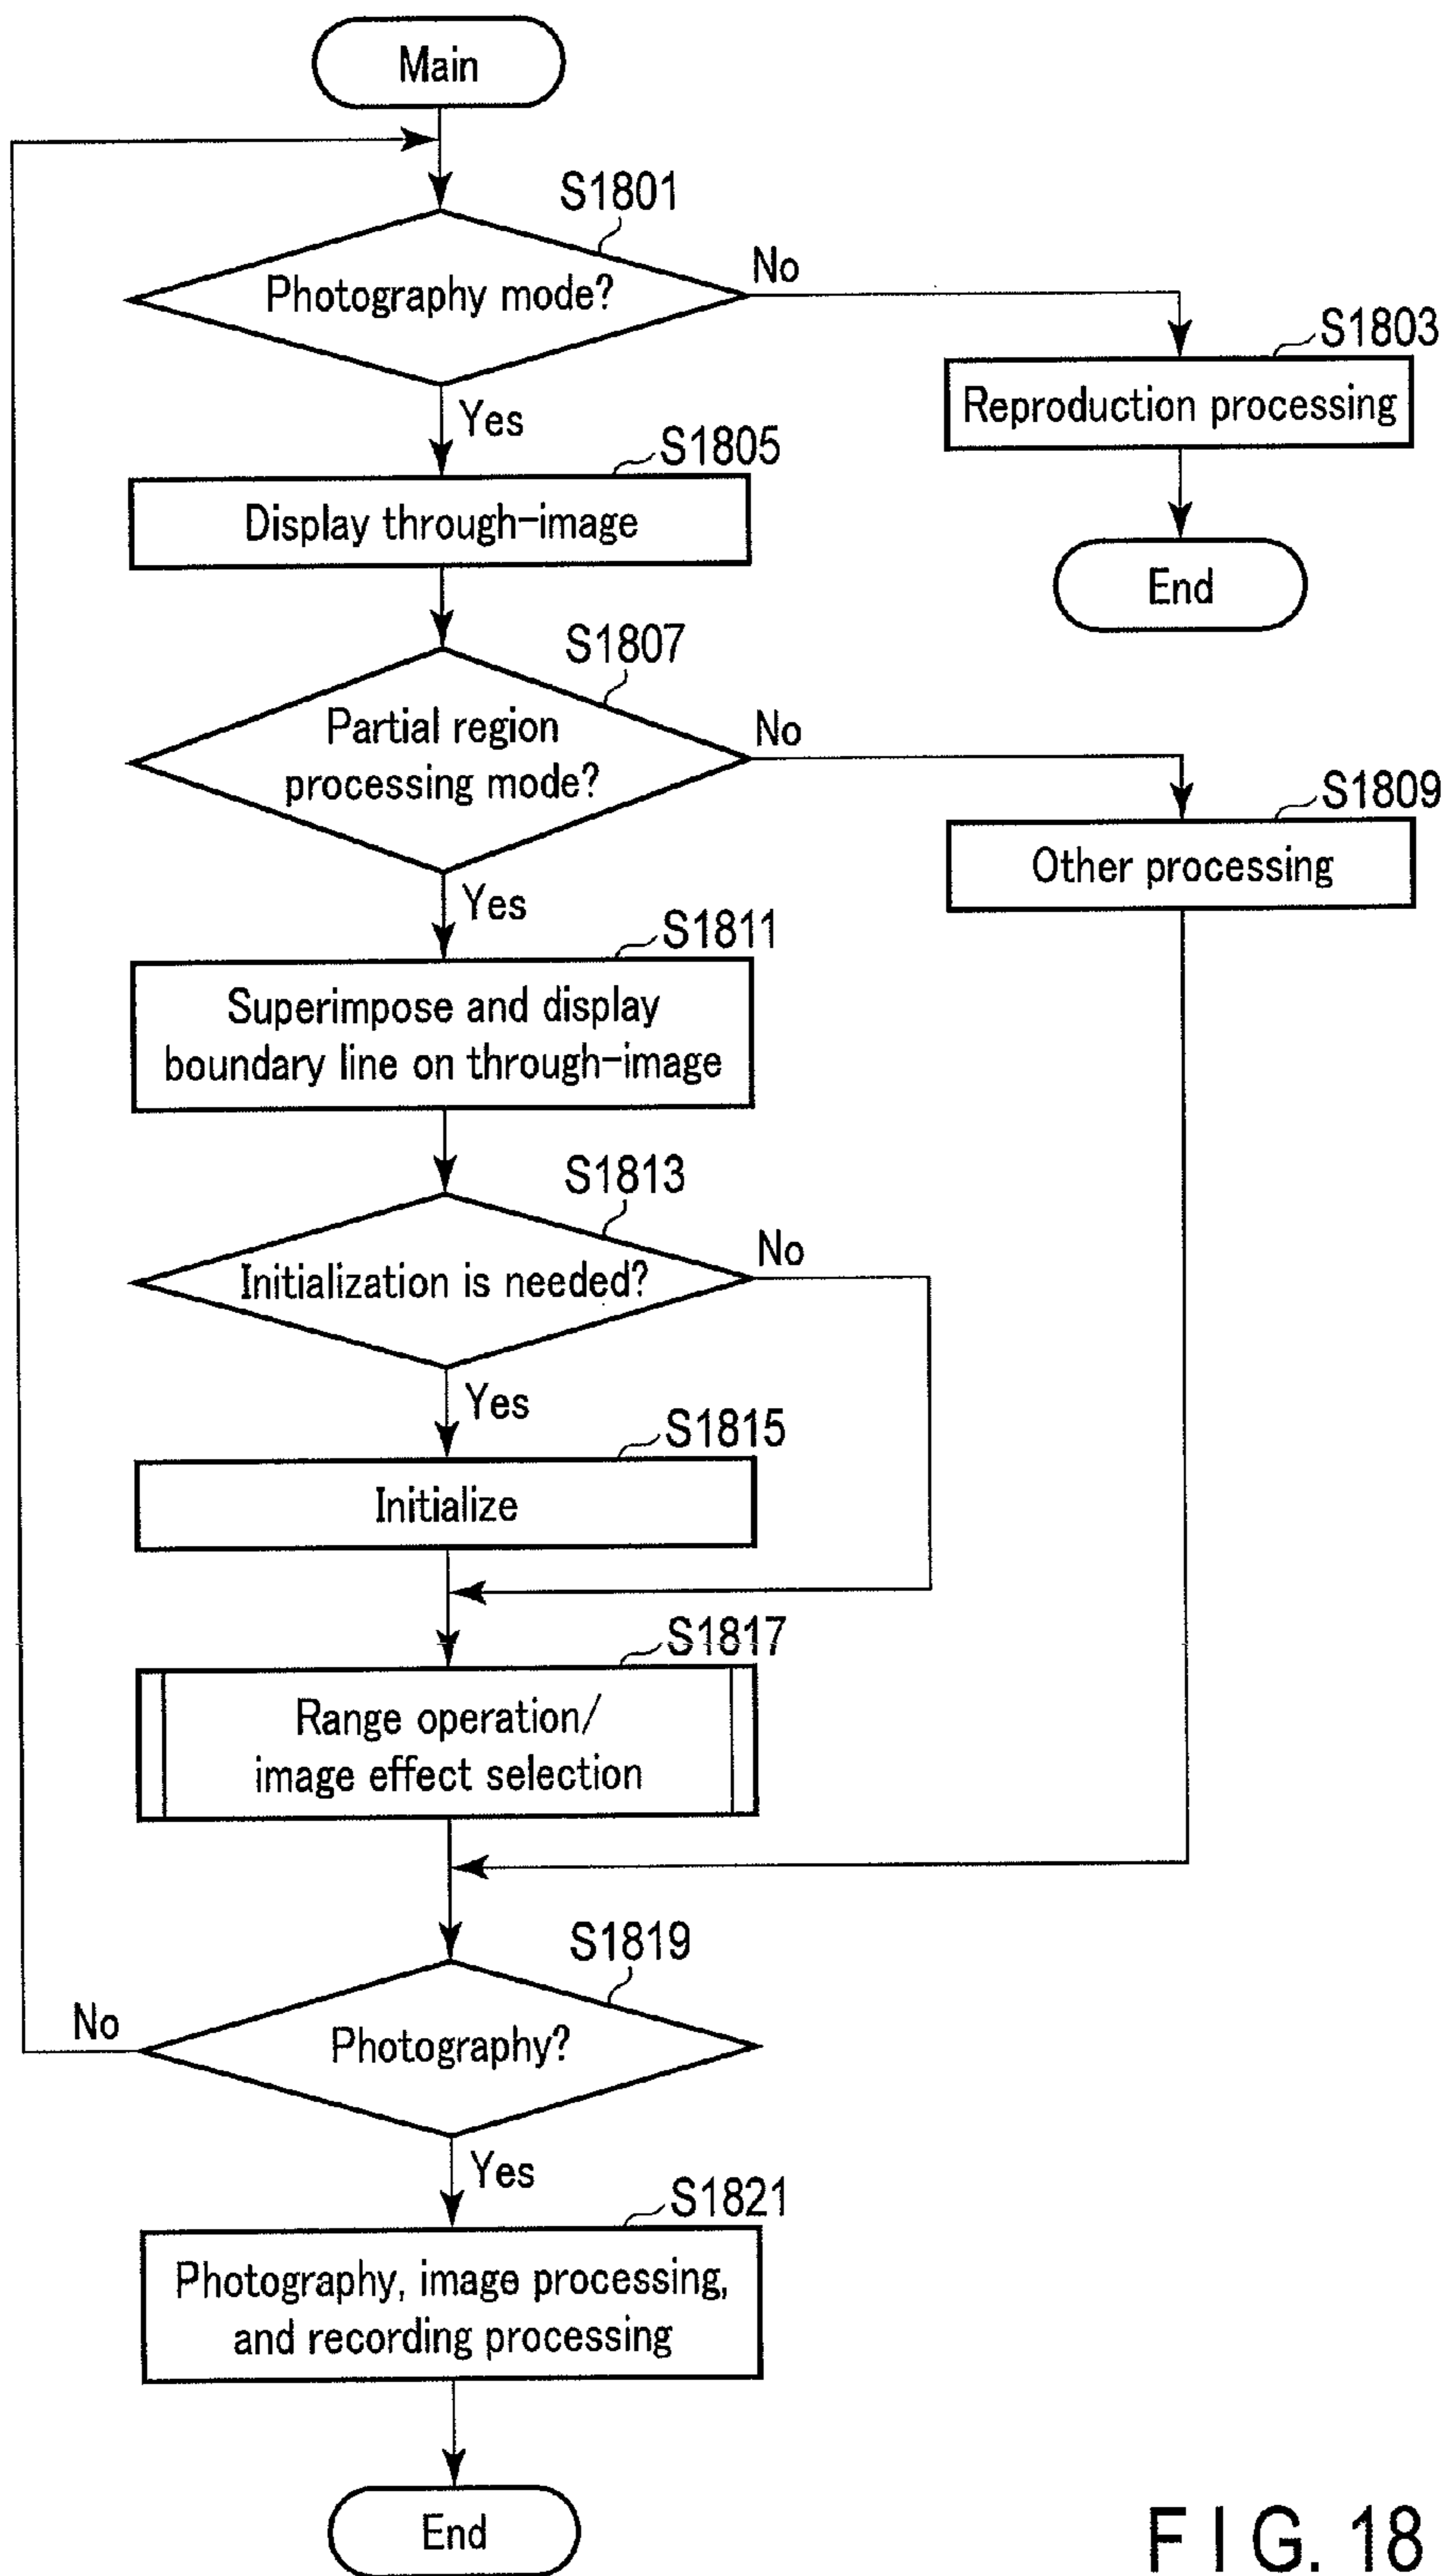 Main
S1801
Photography mode?
No
S1803
Reproduction processing
End
Yes
S1805
Display through-image
S1807
Partial region
processing mode?
No
S1809
Other processing
Yes
S1811
Superimpose and display
boundary line on through-image
S1813
Initialization is needed?
No
Yes
S1815
Initialize
S1817
Range operation/
image effect selection
S1819
Photography?
No
Yes
S1821
Photography, image processing,
and recording processing
End
FIG. 18